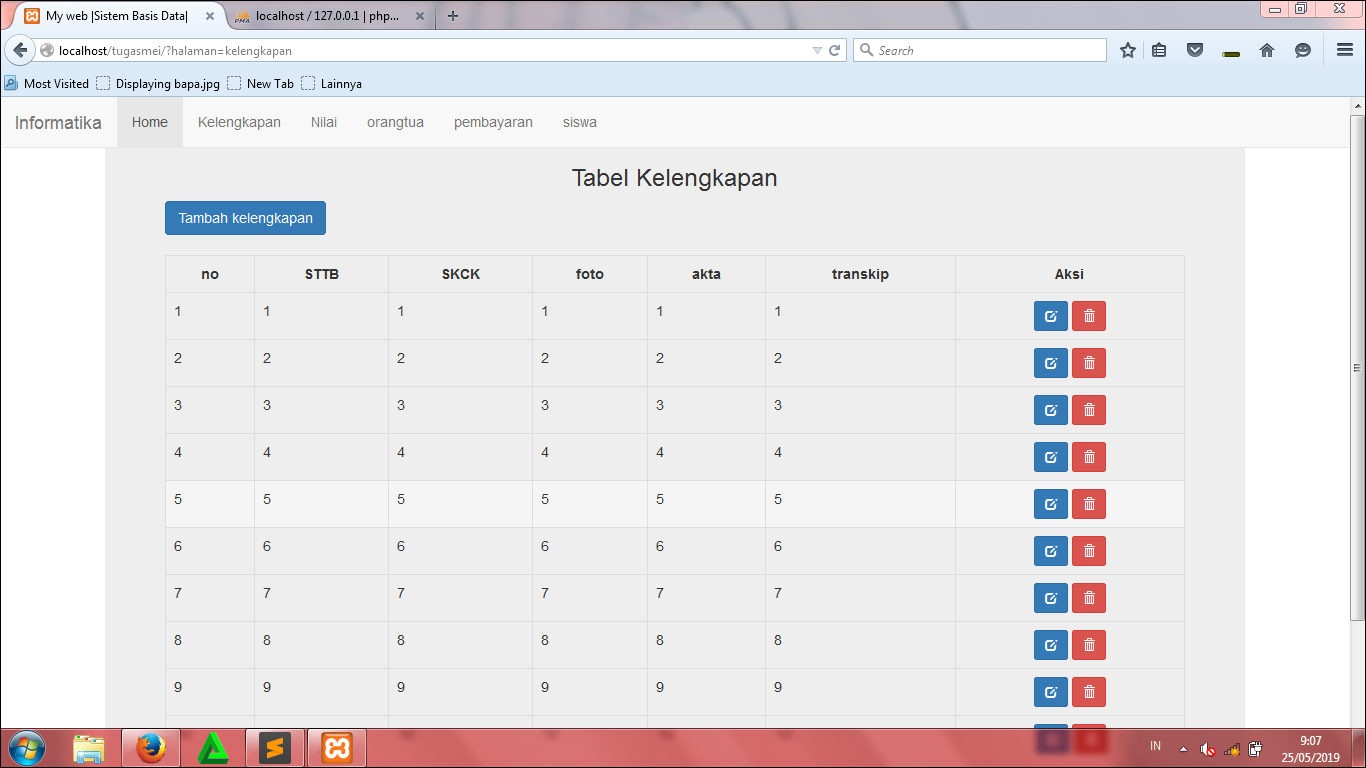 My web |Sistem Basis Data|
localhost / 127.0.0.1 | php...
localhost/tugasmei/?halaman=kelengkapan
Search
Most Visited
Displaying bapa.jpg
New Tab
Lainnya
Informatika
Home
Kelengkapan
Nilai
orangtua
pembayaran
siswa
Tabel Kelengkapan
Tambah kelengkapan
no STTB SKCK foto akta transkip Aksi
1 1 1 1 1 1
2 2 2 2 2 2
3 3 3 3 3 3
4 4 4 4 4 4
5 5 5 5 5 5
6 6 6 6 6 6
7 7 7 7 7 7
8 8 8 8 8 8
9 9 9 9 9 9
IN
9:07
25/05/2019